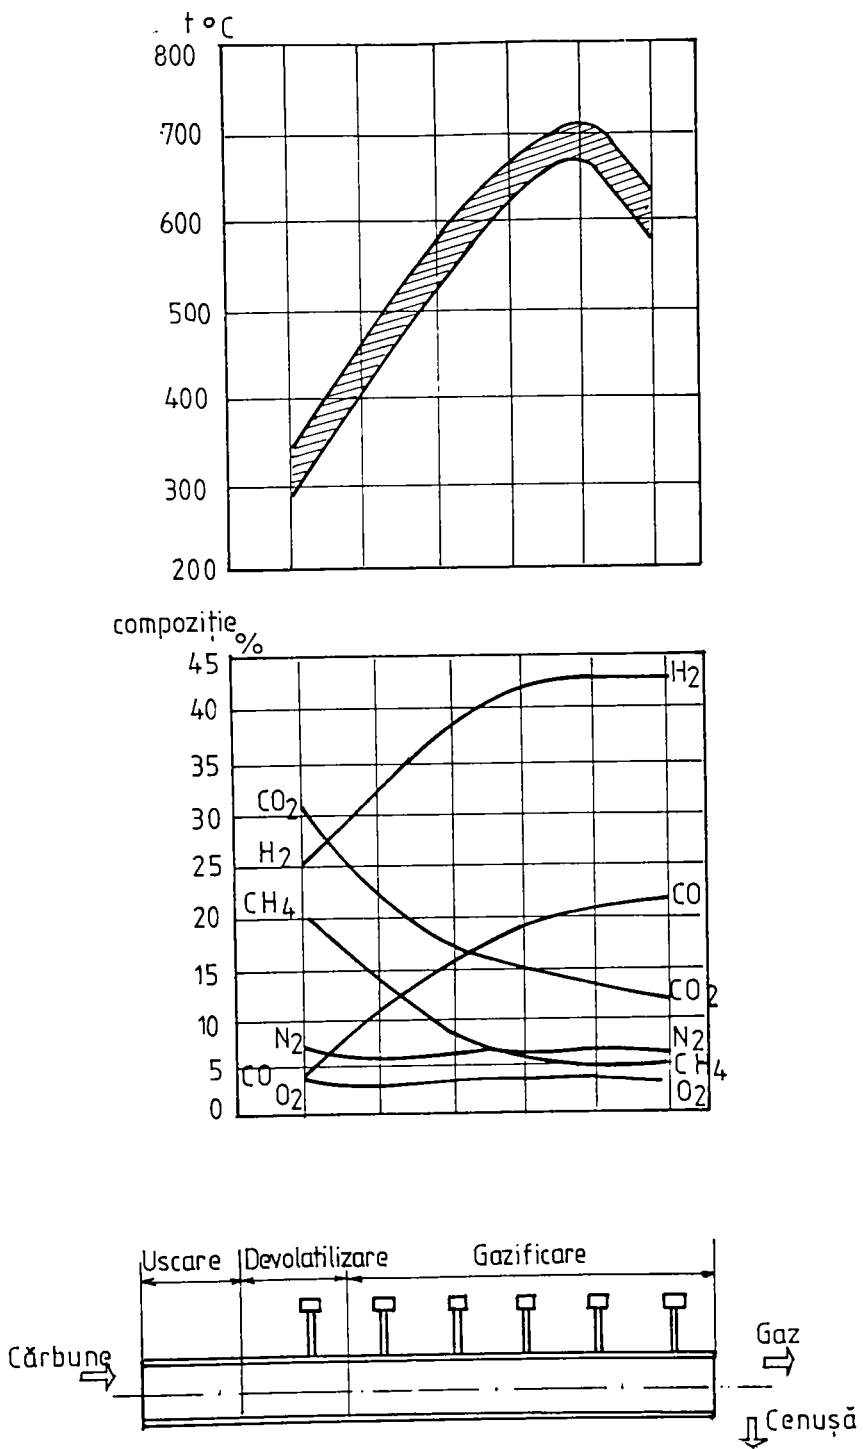 t °C
800
700
600
500
400
300
200
compoziție %
45
40
35
30
25
20
15
10
5
0
CO2
H2
CH4
N2
CO
O2
H2
CO
CO2
N2
CH4
O2
Uscare Devolatilizare Gazificare
Cărbune
Gaz
Cenușă